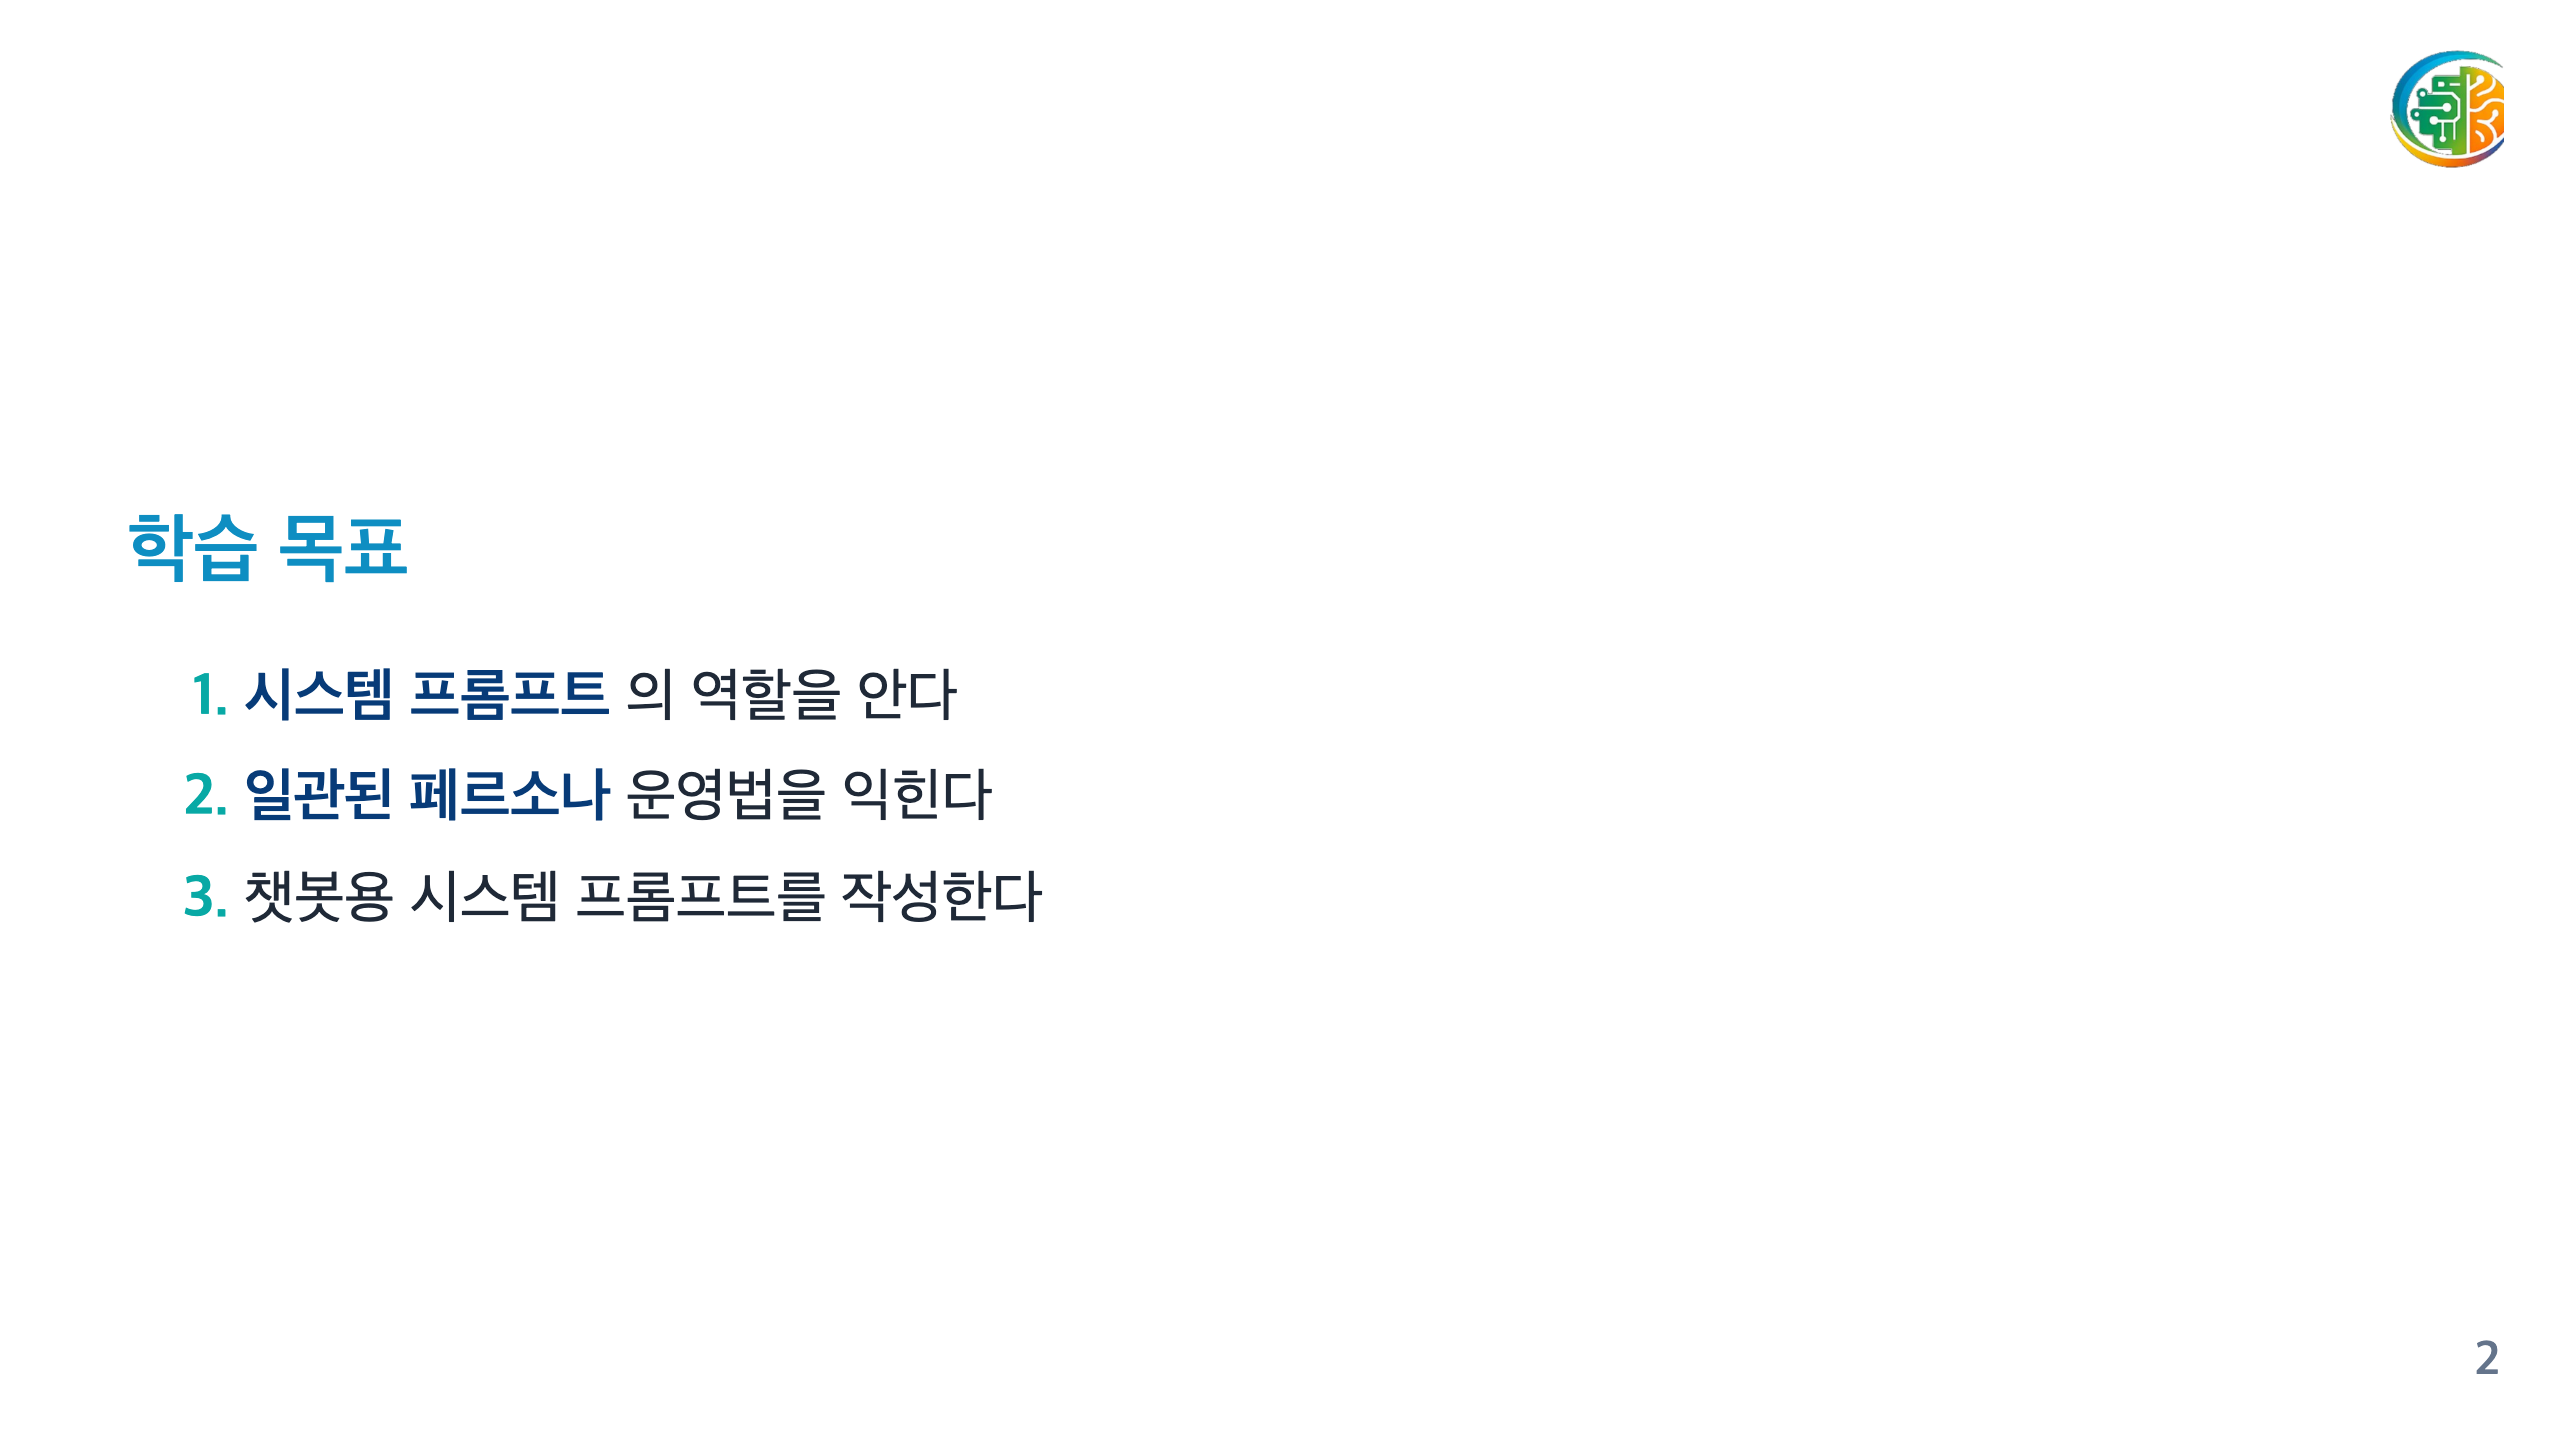 학습 목표
1. 시스템 프롬프트 의 역할을 안다
2. 일관된 페르소나 운영법을 익힌다
3. 챗봇용 시스템 프롬프트를 작성한다
2